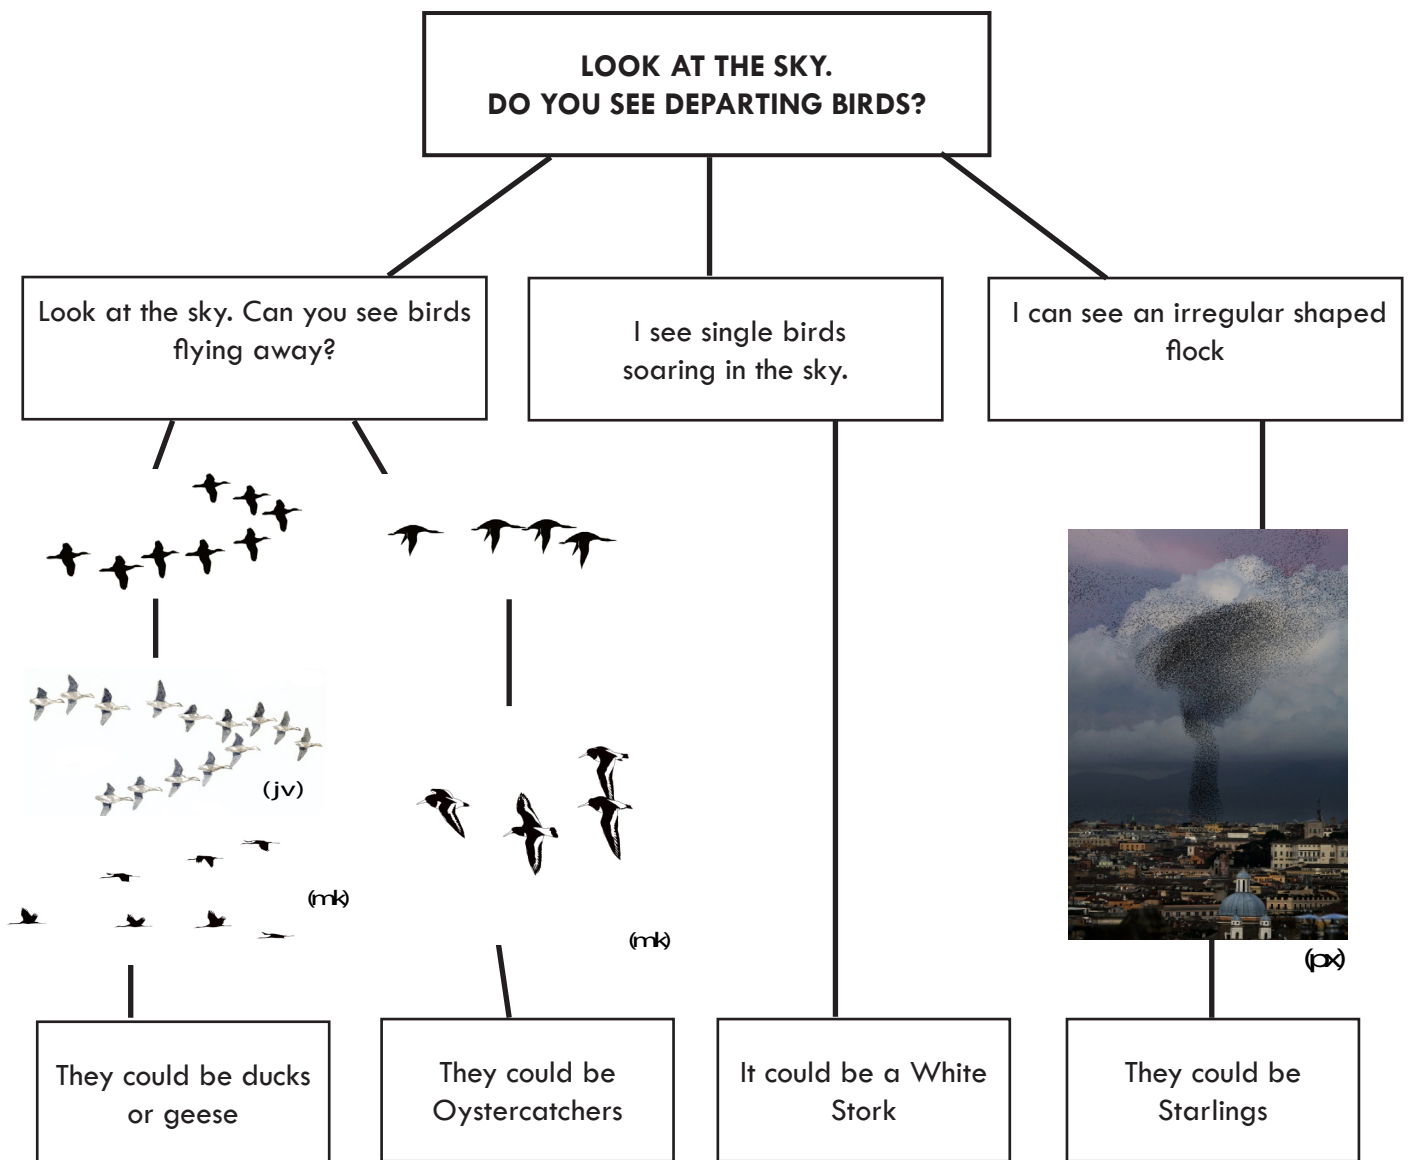 LOOK AT THE SKY.
DO YOU SEE DEPARTING BIRDS?
Look at the sky. Can you see birds
flying away?
I see single birds
soaring in the sky.
I can see an irregular shaped
flock
(jv)
(mk)
(mk)
(px)
They could be ducks
or geese
They could be
Oystercatchers
It could be a White
Stork
They could be
Starlings